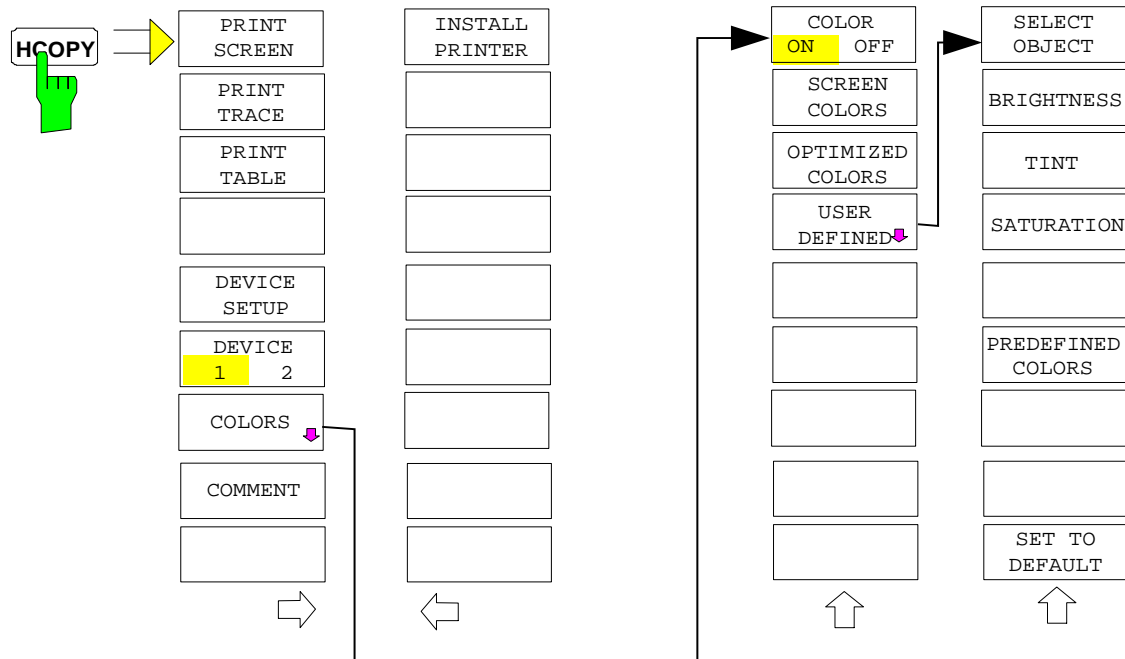 HCOPY
PRINT
SCREEN
PRINT
TRACE
PRINT
TABLE
DEVICE
SETUP
DEVICE
1 2
COLORS
COMMENT
INSTALL
PRINTER
COLOR
ON OFF
SCREEN
COLORS
OPTIMIZED
COLORS
USER
DEFINED
SELECT
OBJECT
BRIGHTNESS
TINT
SATURATION
PREDEFINED
COLORS
SET TO
DEFAULT